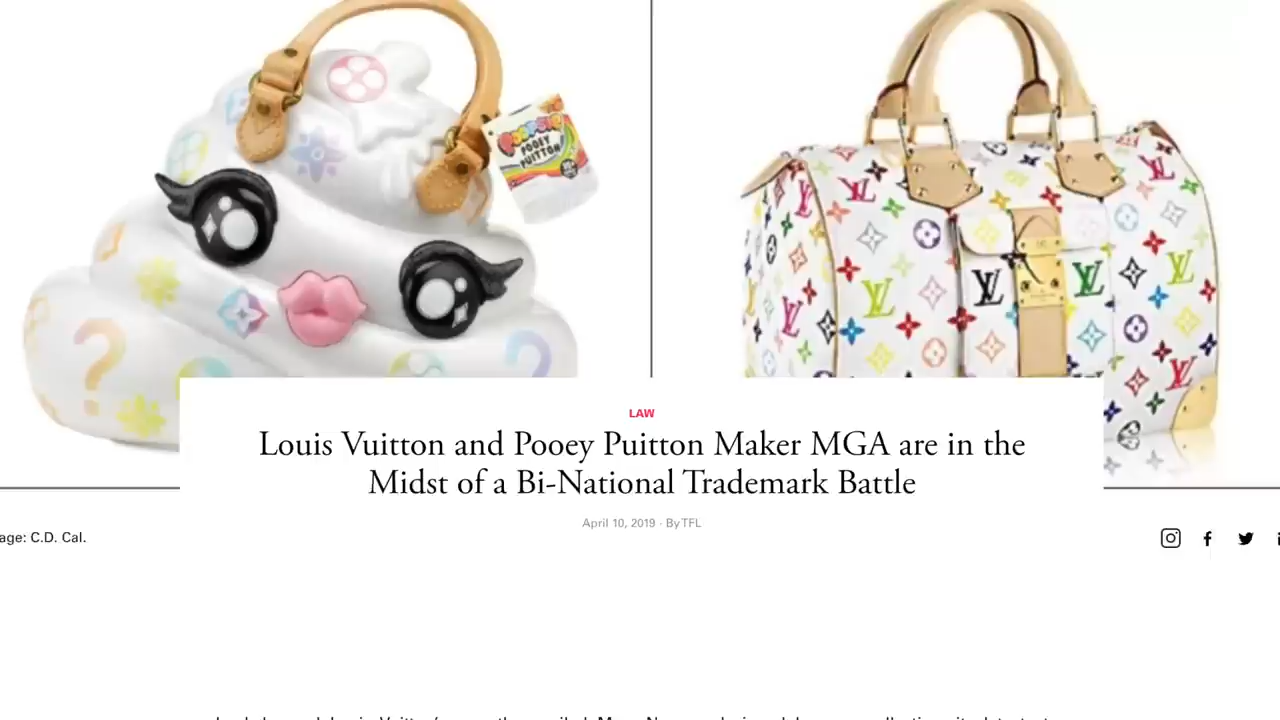 POOPSIE
POOEY
PUITTON
LAW
Louis Vuitton and Pooey Puitton Maker MGA are in the
Midst of a Bi-National Trademark Battle
April 10, 2019 · By TFL
age: C.D. Cal.